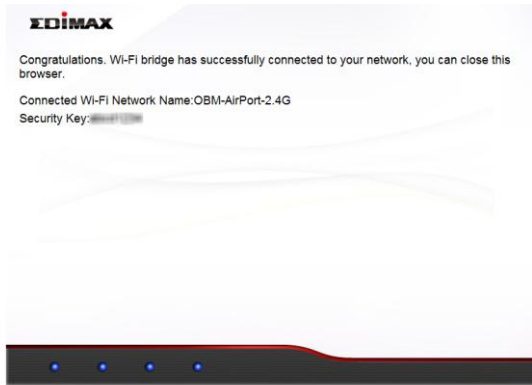 EDIMAX
Congratulations. Wi-Fi bridge has successfully connected to your network, you can close this
browser.
Connected Wi-Fi Network Name:OBM-AirPort-2.4G
Security Key: